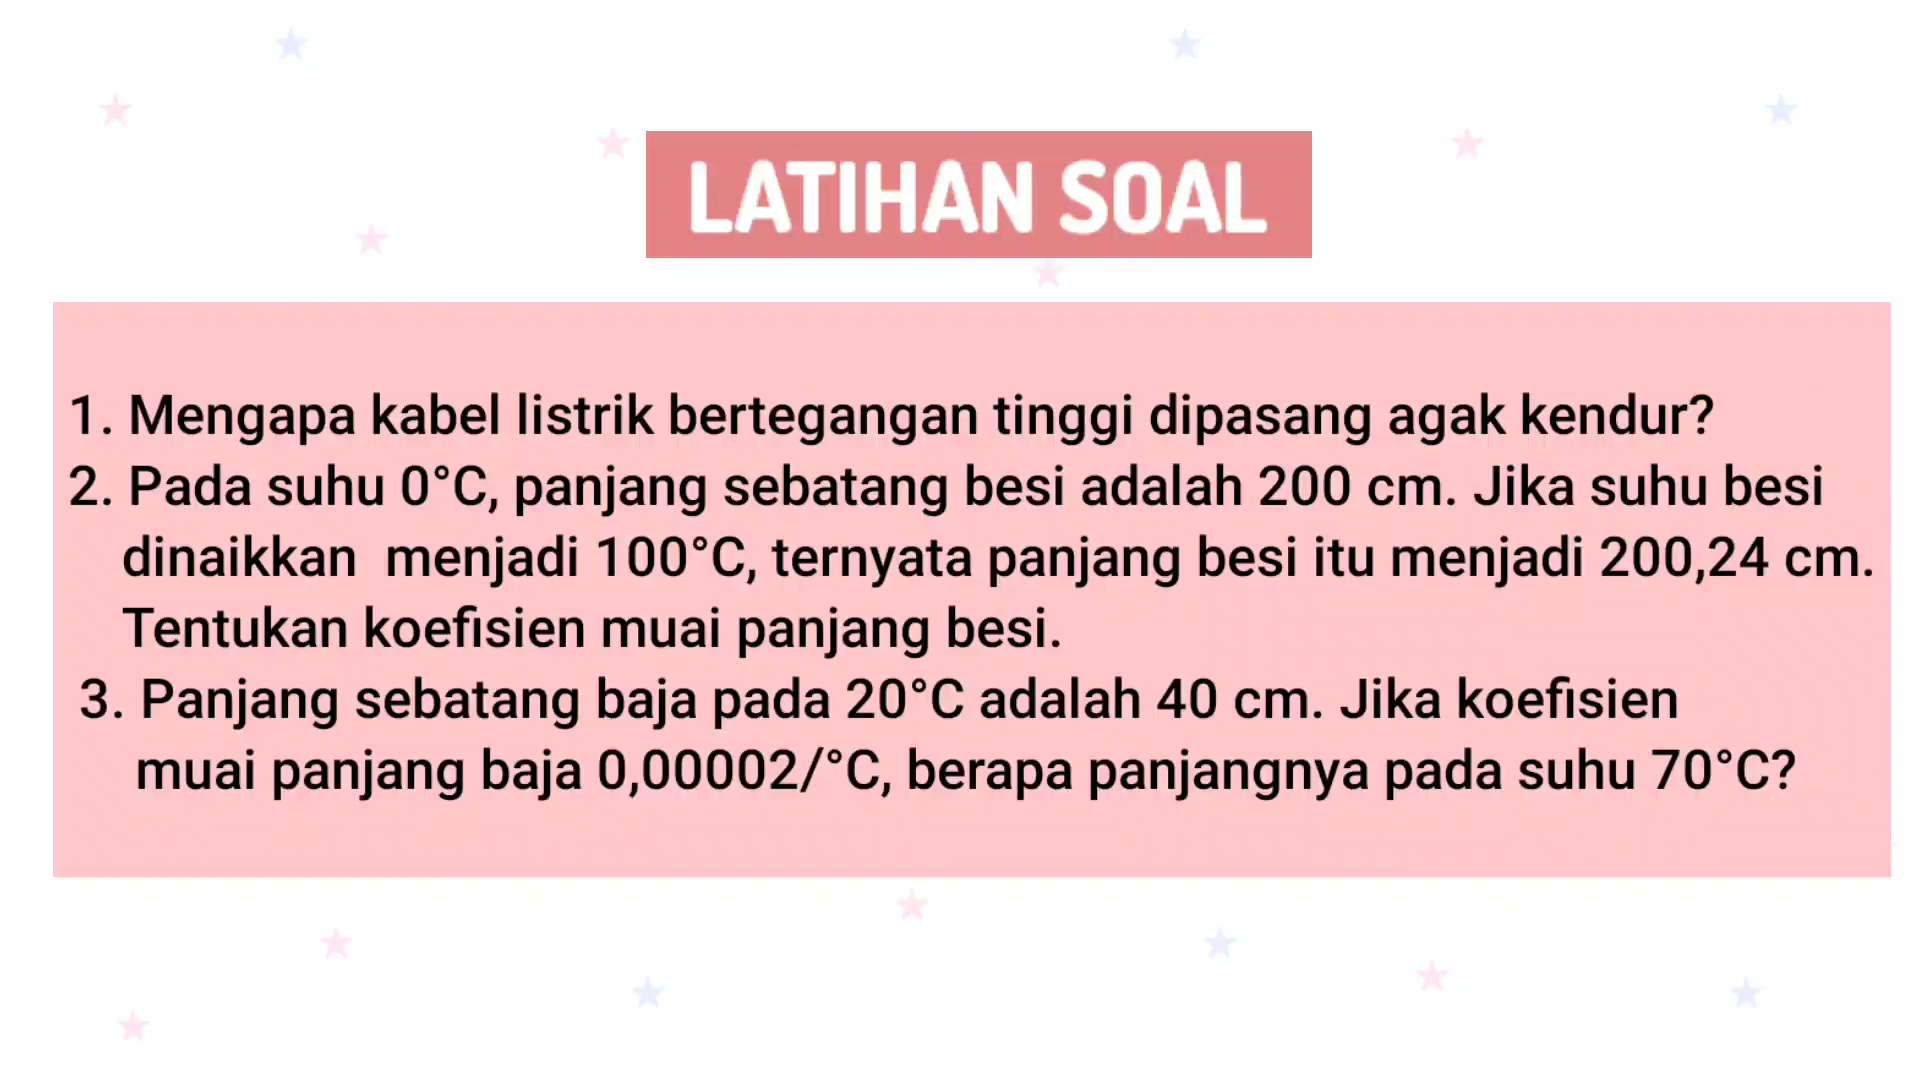 LATIHAN SOAL
1. Mengapa kabel listrik bertegangan tinggi dipasang agak kendur?
2. Pada suhu 0°C, panjang sebatang besi adalah 200 cm. Jika suhu besi
dinaikkan menjadi 100°C, ternyata panjang besi itu menjadi 200,24 cm.
Tentukan koefisien muai panjang besi.
3. Panjang sebatang baja pada 20°C adalah 40 cm. Jika koefisien
muai panjang baja 0,00002/°C, berapa panjangnya pada suhu 70°C?